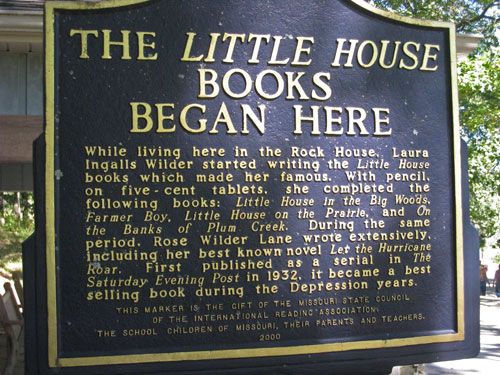 THE LITTLE HOUSE
BOOKS
BEGAN HERE
While living here in the Rock House, Laura
Ingalls Wilder started writing the Little House
books which made her famous. With pencil,
on five-cent tablets, she completed the
following books: Little House in the Big Woods,
Farmer Boy, Little House on the Prairie, and On
the Banks of Plum Creek. During the same
period, Rose Wilder Lane wrote extensively,
including her best known novel Let the Hurricane
Roar. First published as a serial in The
Saturday Evening Post in 1932, it became a best
selling book during the Depression years.
THIS MARKER IS THE GIFT OF THE MISSOURI STATE COUNCIL
OF THE INTERNATIONAL READING ASSOCIATION,
THE SCHOOL CHILDREN OF MISSOURI, THEIR PARENTS AND TEACHERS.
2000